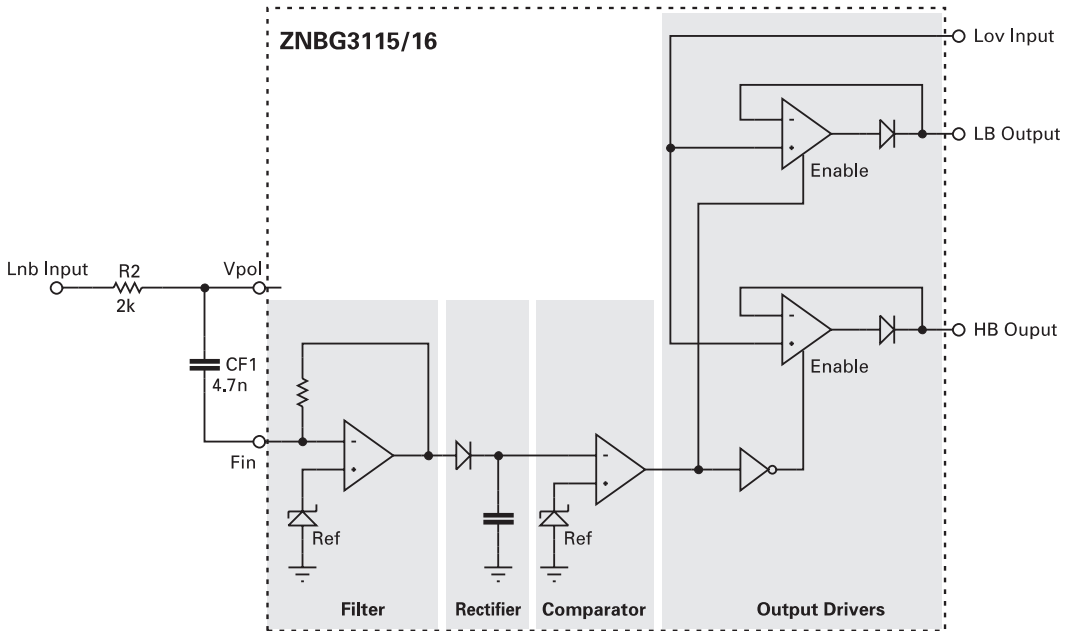 ZNBG3115/16
Lov Input
LB Output
Enable
Lnb Input
R2
2k
Vpol
HB Ouput
Enable
CF1
4.7n
Fin
Ref
Ref
Filter
Rectifier
Comparator
Output Drivers